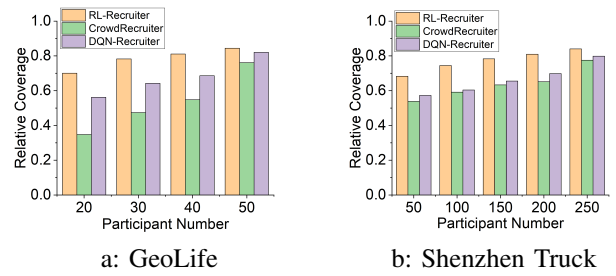 RL-Recruiter
CrowdRecruiter
DQN-Recruiter
Relative Coverage
1.0
0.8
0.6
0.4
0.2
0.0
20 30 40 50
Participant Number
a: GeoLife
RL-Recruiter
CrowdRecruiter
DQN-Recruiter
Relative Coverage
1.0
0.8
0.6
0.4
0.2
0.0
50 100 150 200 250
Participant Number
b: Shenzhen Truck